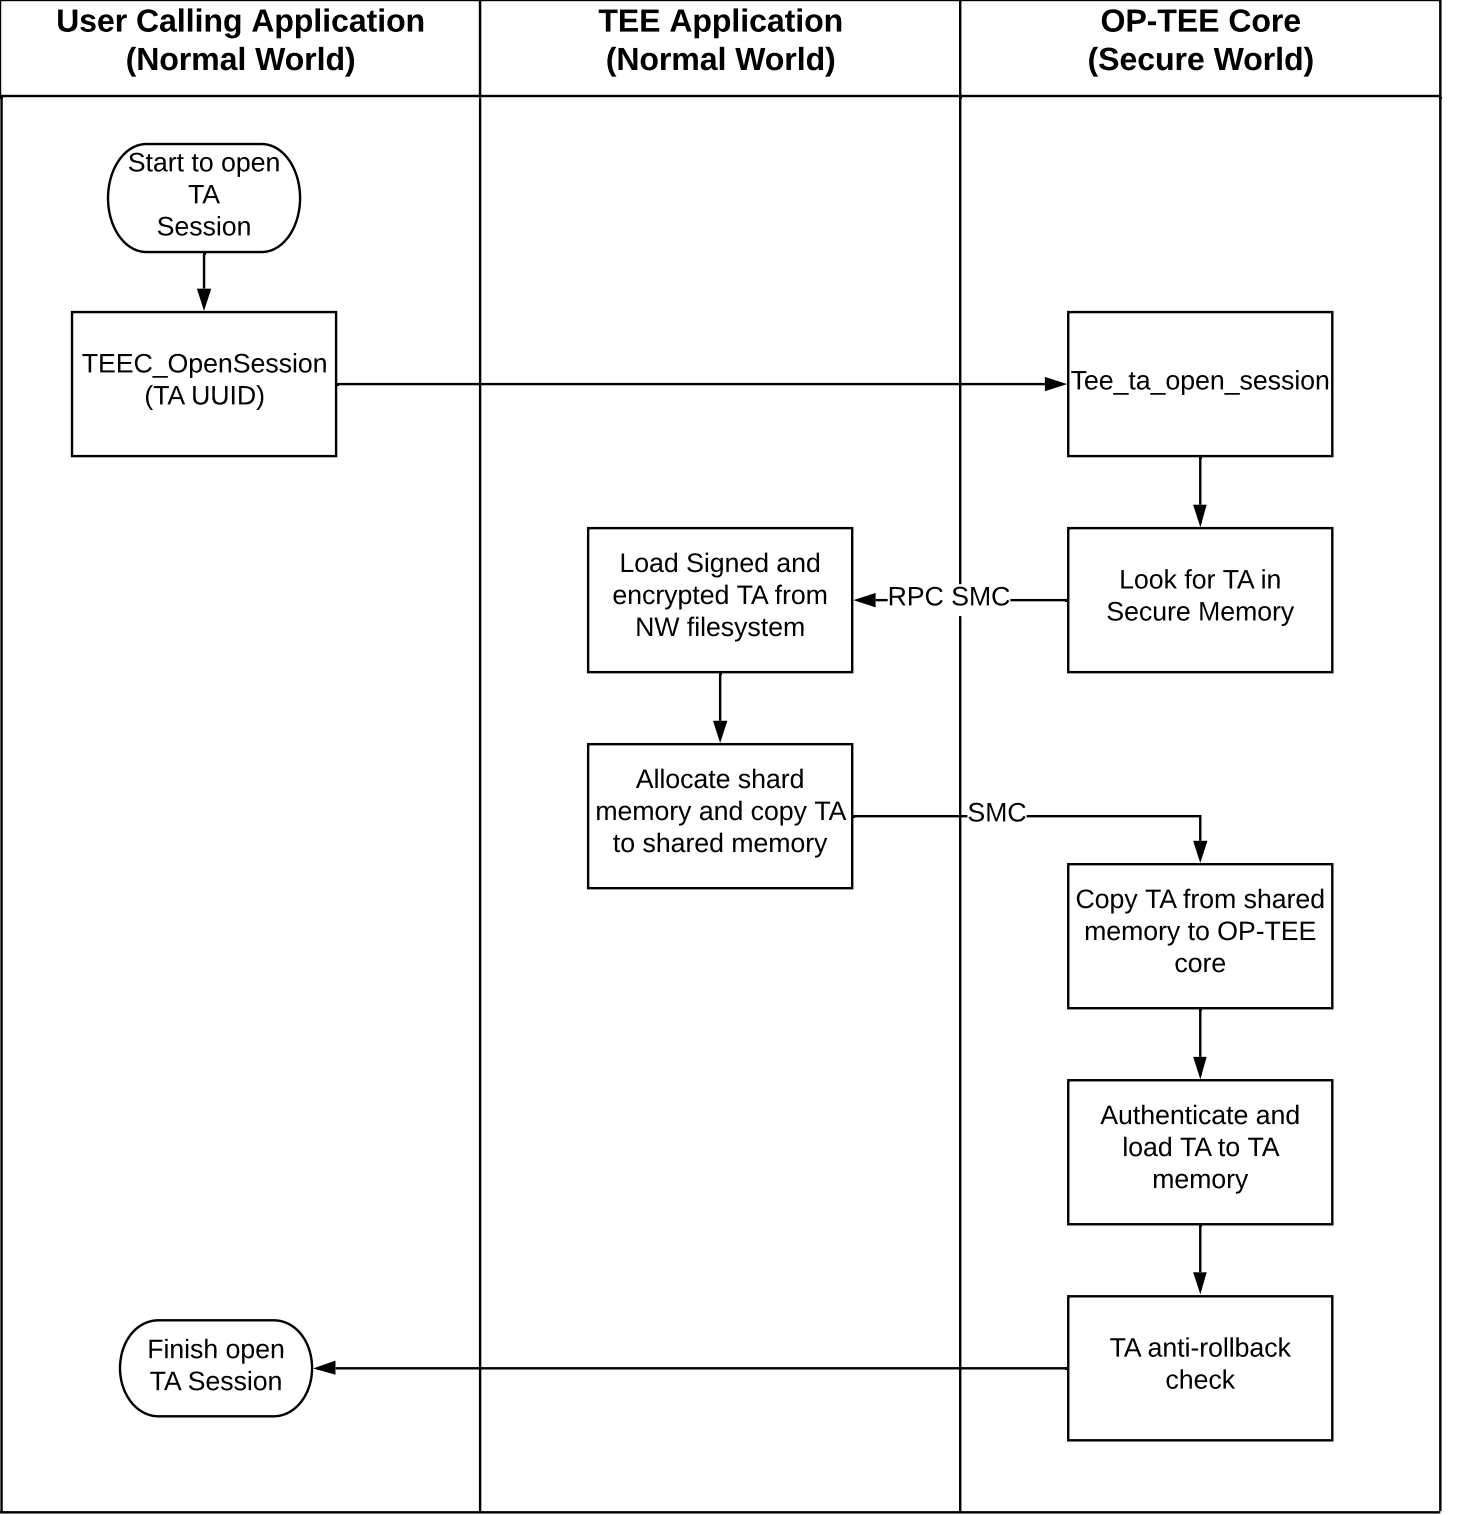 User Calling Application
(Normal World)
TEE Application
(Normal World)
OP-TEE Core
(Secure World)
Start to open
TA
Session
TEEC_OpenSession
(TA UUID)
Tee_ta_open_session
Load Signed and
encrypted TA from
NW filesystem
RPC SMC
Look for TA in
Secure Memory
Allocate shard
memory and copy TA
to shared memory
SMC
Copy TA from shared
memory to OP-TEE
core
Authenticate and
load TA to TA
memory
Finish open
TA Session
TA anti-rollback
check